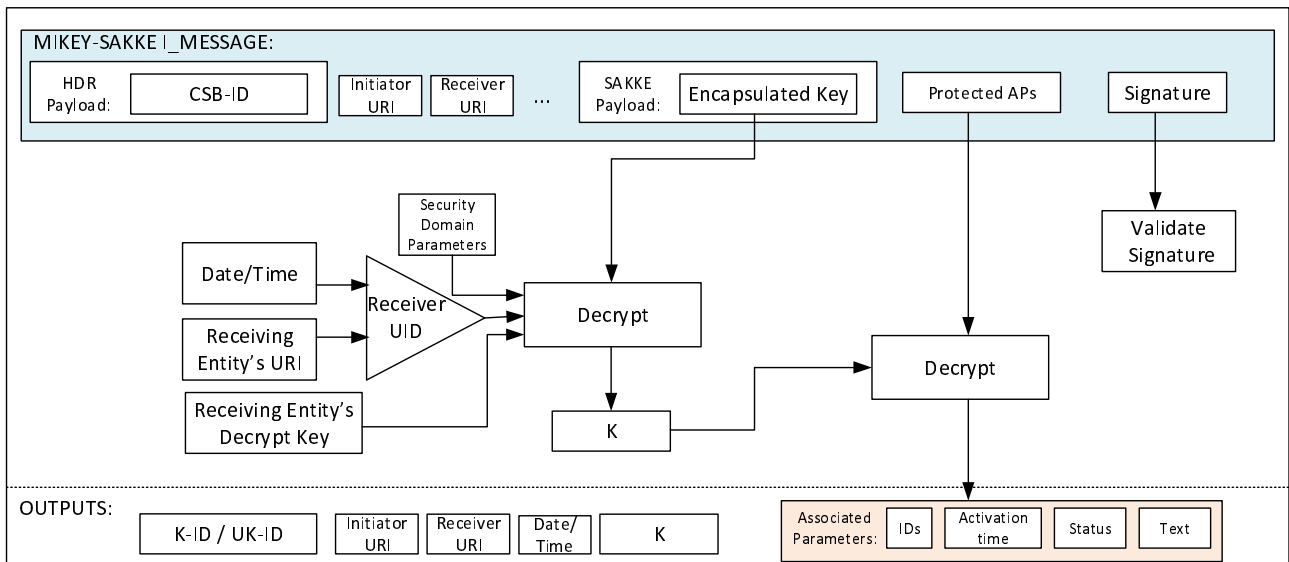 MIKEY-SAKKE I_MESSAGE:
HDR
Payload:
CSB-ID
Initiator
URI
Receiver
URI
...
SAKKE
Payload:
Encapsulated Key
Protected APs
Signature
Security
Domain
Parameters
Validate
Signature
Date/Time
Receiver
UID
Decrypt
Receiving
Entity’s URI
Decrypt
Receiving Entity’s
Decrypt Key
K
OUTPUTS:
K-ID / UK-ID
Initiator
URI
Receiver
URI
Date/
Time
K
Associated
Parameters:
IDs
Activation
time
Status
Text